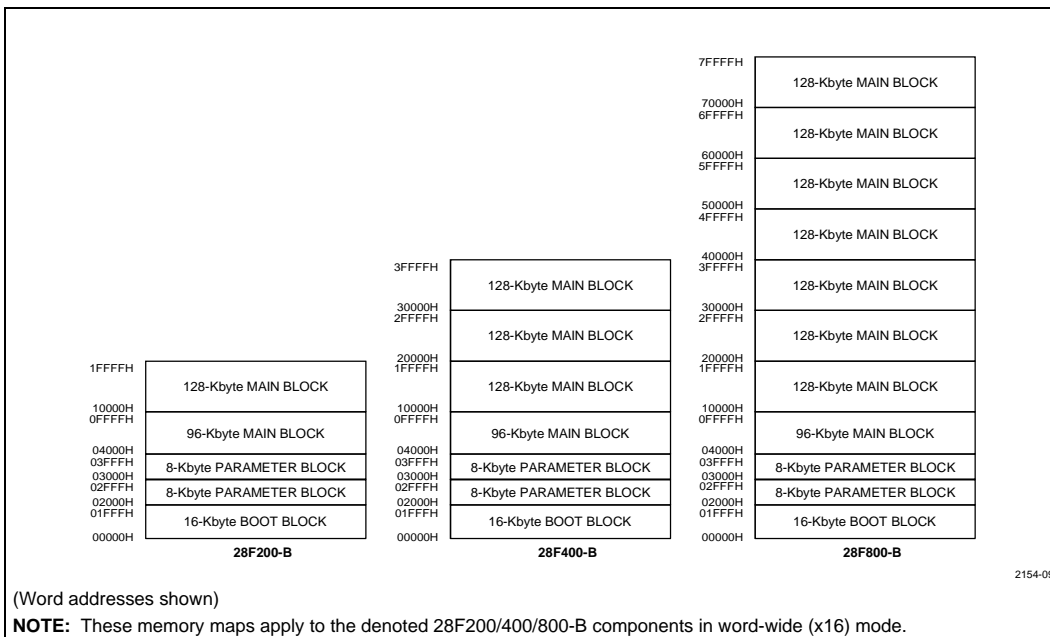 1FFFFH
128-Kbyte MAIN BLOCK
10000H
0FFFFH
96-Kbyte MAIN BLOCK
04000H
03FFFH
8-Kbyte PARAMETER BLOCK
03000H
02FFFH
8-Kbyte PARAMETER BLOCK
02000H
01FFFH
16-Kbyte BOOT BLOCK
00000H
28F200-B
3FFFFH
128-Kbyte MAIN BLOCK
30000H
2FFFFH
128-Kbyte MAIN BLOCK
20000H
1FFFFH
128-Kbyte MAIN BLOCK
10000H
0FFFFH
96-Kbyte MAIN BLOCK
04000H
03FFFH
8-Kbyte PARAMETER BLOCK
03000H
02FFFH
8-Kbyte PARAMETER BLOCK
02000H
01FFFH
16-Kbyte BOOT BLOCK
00000H
28F400-B
7FFFFH
128-Kbyte MAIN BLOCK
70000H
6FFFFH
128-Kbyte MAIN BLOCK
60000H
5FFFFH
128-Kbyte MAIN BLOCK
50000H
4FFFFH
128-Kbyte MAIN BLOCK
40000H
3FFFFH
128-Kbyte MAIN BLOCK
30000H
2FFFFH
128-Kbyte MAIN BLOCK
20000H
1FFFFH
128-Kbyte MAIN BLOCK
10000H
0FFFFH
96-Kbyte MAIN BLOCK
04000H
03FFFH
8-Kbyte PARAMETER BLOCK
03000H
02FFFH
8-Kbyte PARAMETER BLOCK
02000H
01FFFH
16-Kbyte BOOT BLOCK
00000H
28F800-B
2154-09
(Word addresses shown)
NOTE: These memory maps apply to the denoted 28F200/400/800-B components in word-wide (x16) mode.